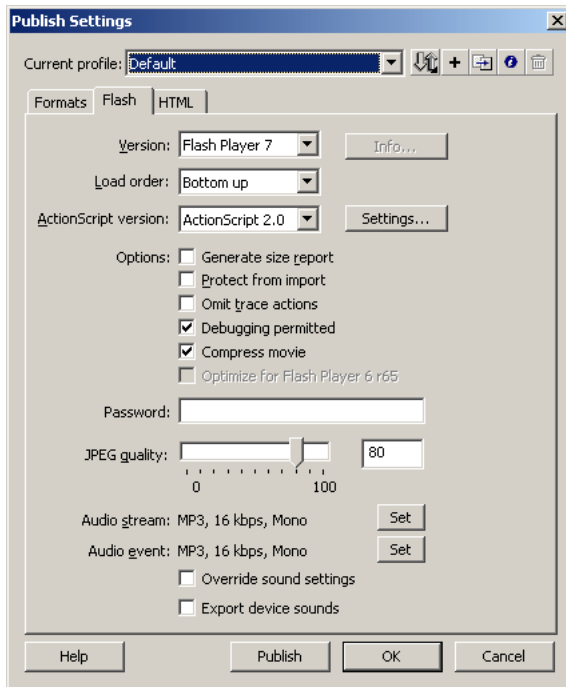 Publish Settings
Current profile: Default
Formats Flash HTML
Version: Flash Player 7 Info...
Load order: Bottom up
ActionScript version: ActionScript 2.0 Settings...
Options: Generate size report
Protect from import
Omit trace actions
Debugging permitted
Compress movie
Optimize for Flash Player 6 r65
Password:
JPEG quality: 80
0 100
Audio stream: MP3, 16 kbps, Mono Set
Audio event: MP3, 16 kbps, Mono Set
Override sound settings
Export device sounds
Help Publish OK Cancel